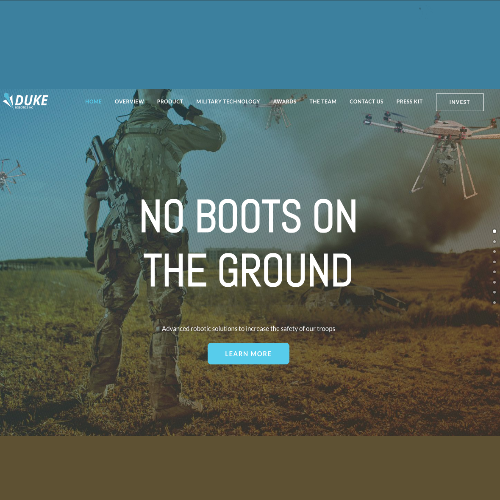 DUKE
HOME OVERVIEW PRODUCT MILITARY TECHNOLOGY AWARDS THE TEAM CONTACT US PRESS KIT INVEST
NO BOOTS ON
THE GROUND
Advanced robotic solutions to increase the safety of our troops
LEARN MORE